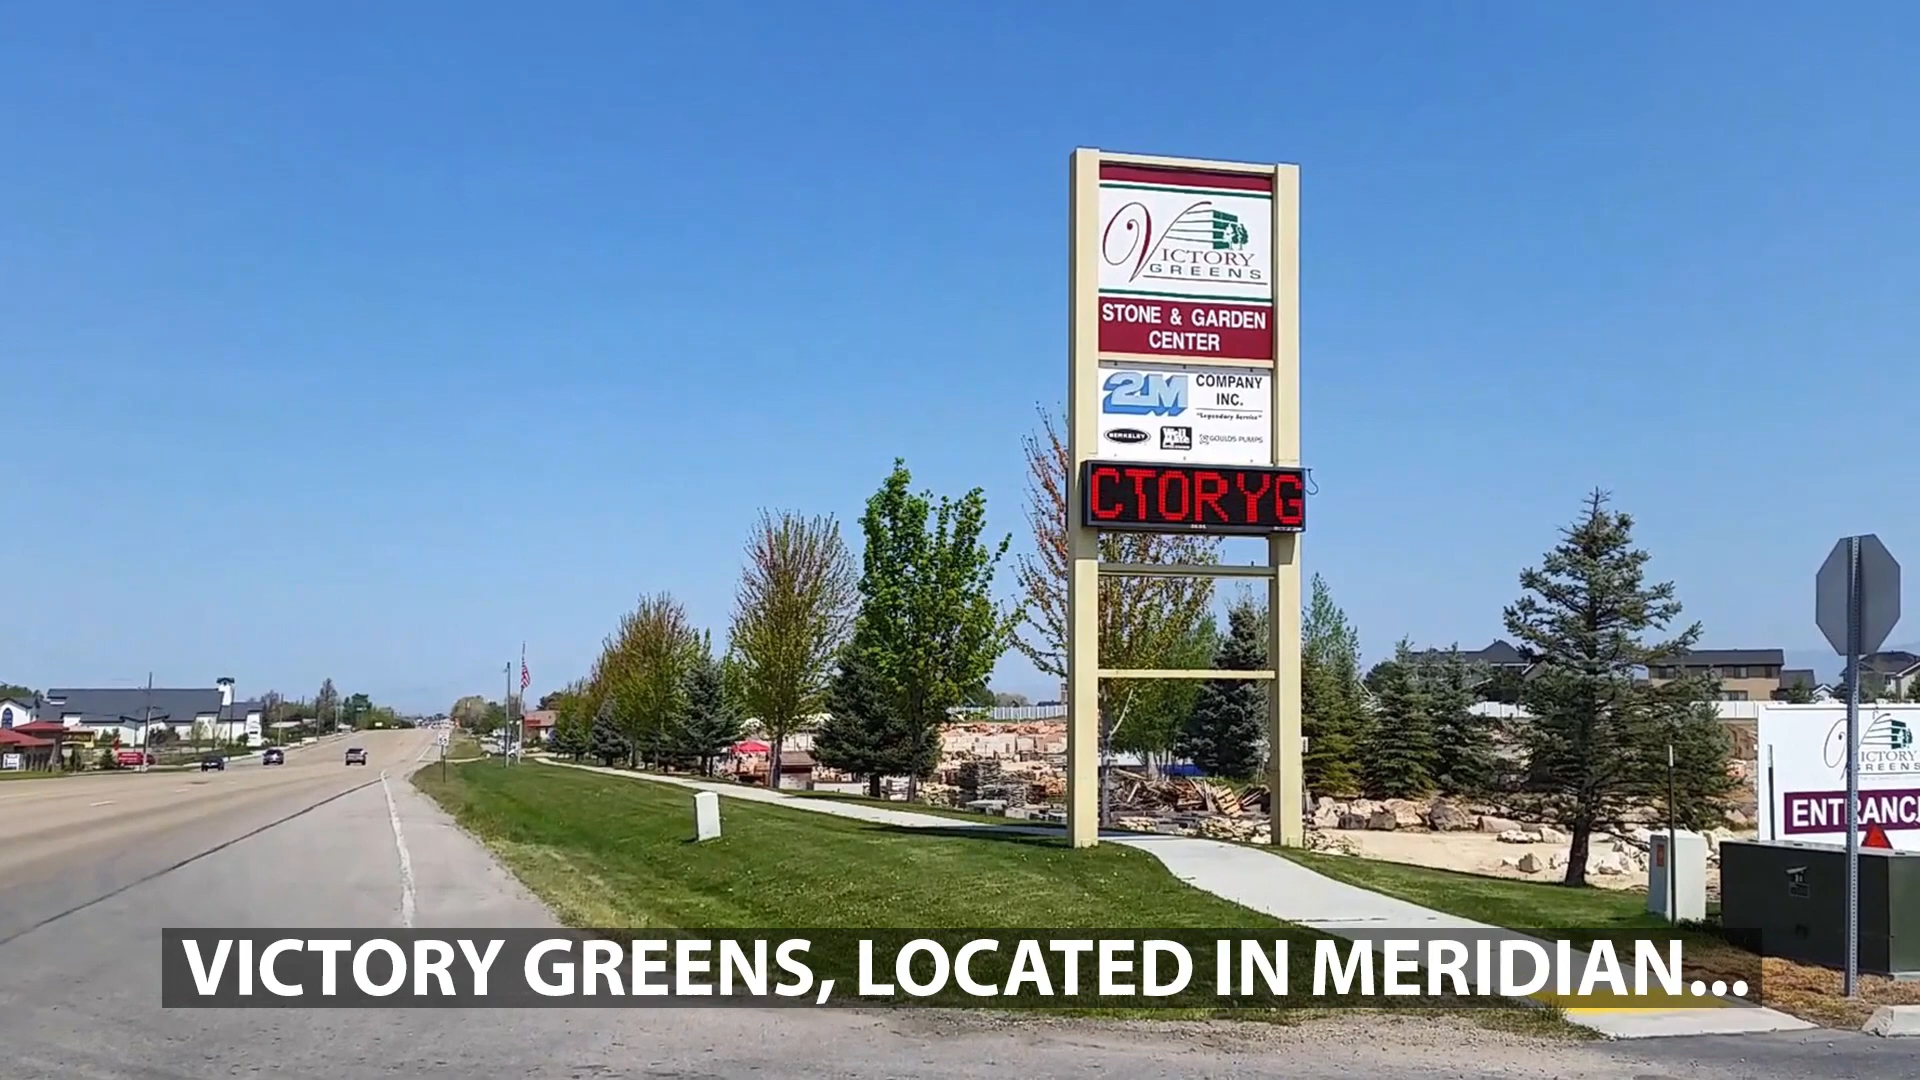 VICTORY
GREENS
STONE & GARDEN
CENTER
2M COMPANY
INC.
"Legendary Service"
BERKELEY
Well
Mate
GOULDS PUMPS
CTORYG
VICTORY
GREENS
ENTRANC
VICTORY GREENS, LOCATED IN MERIDIAN...